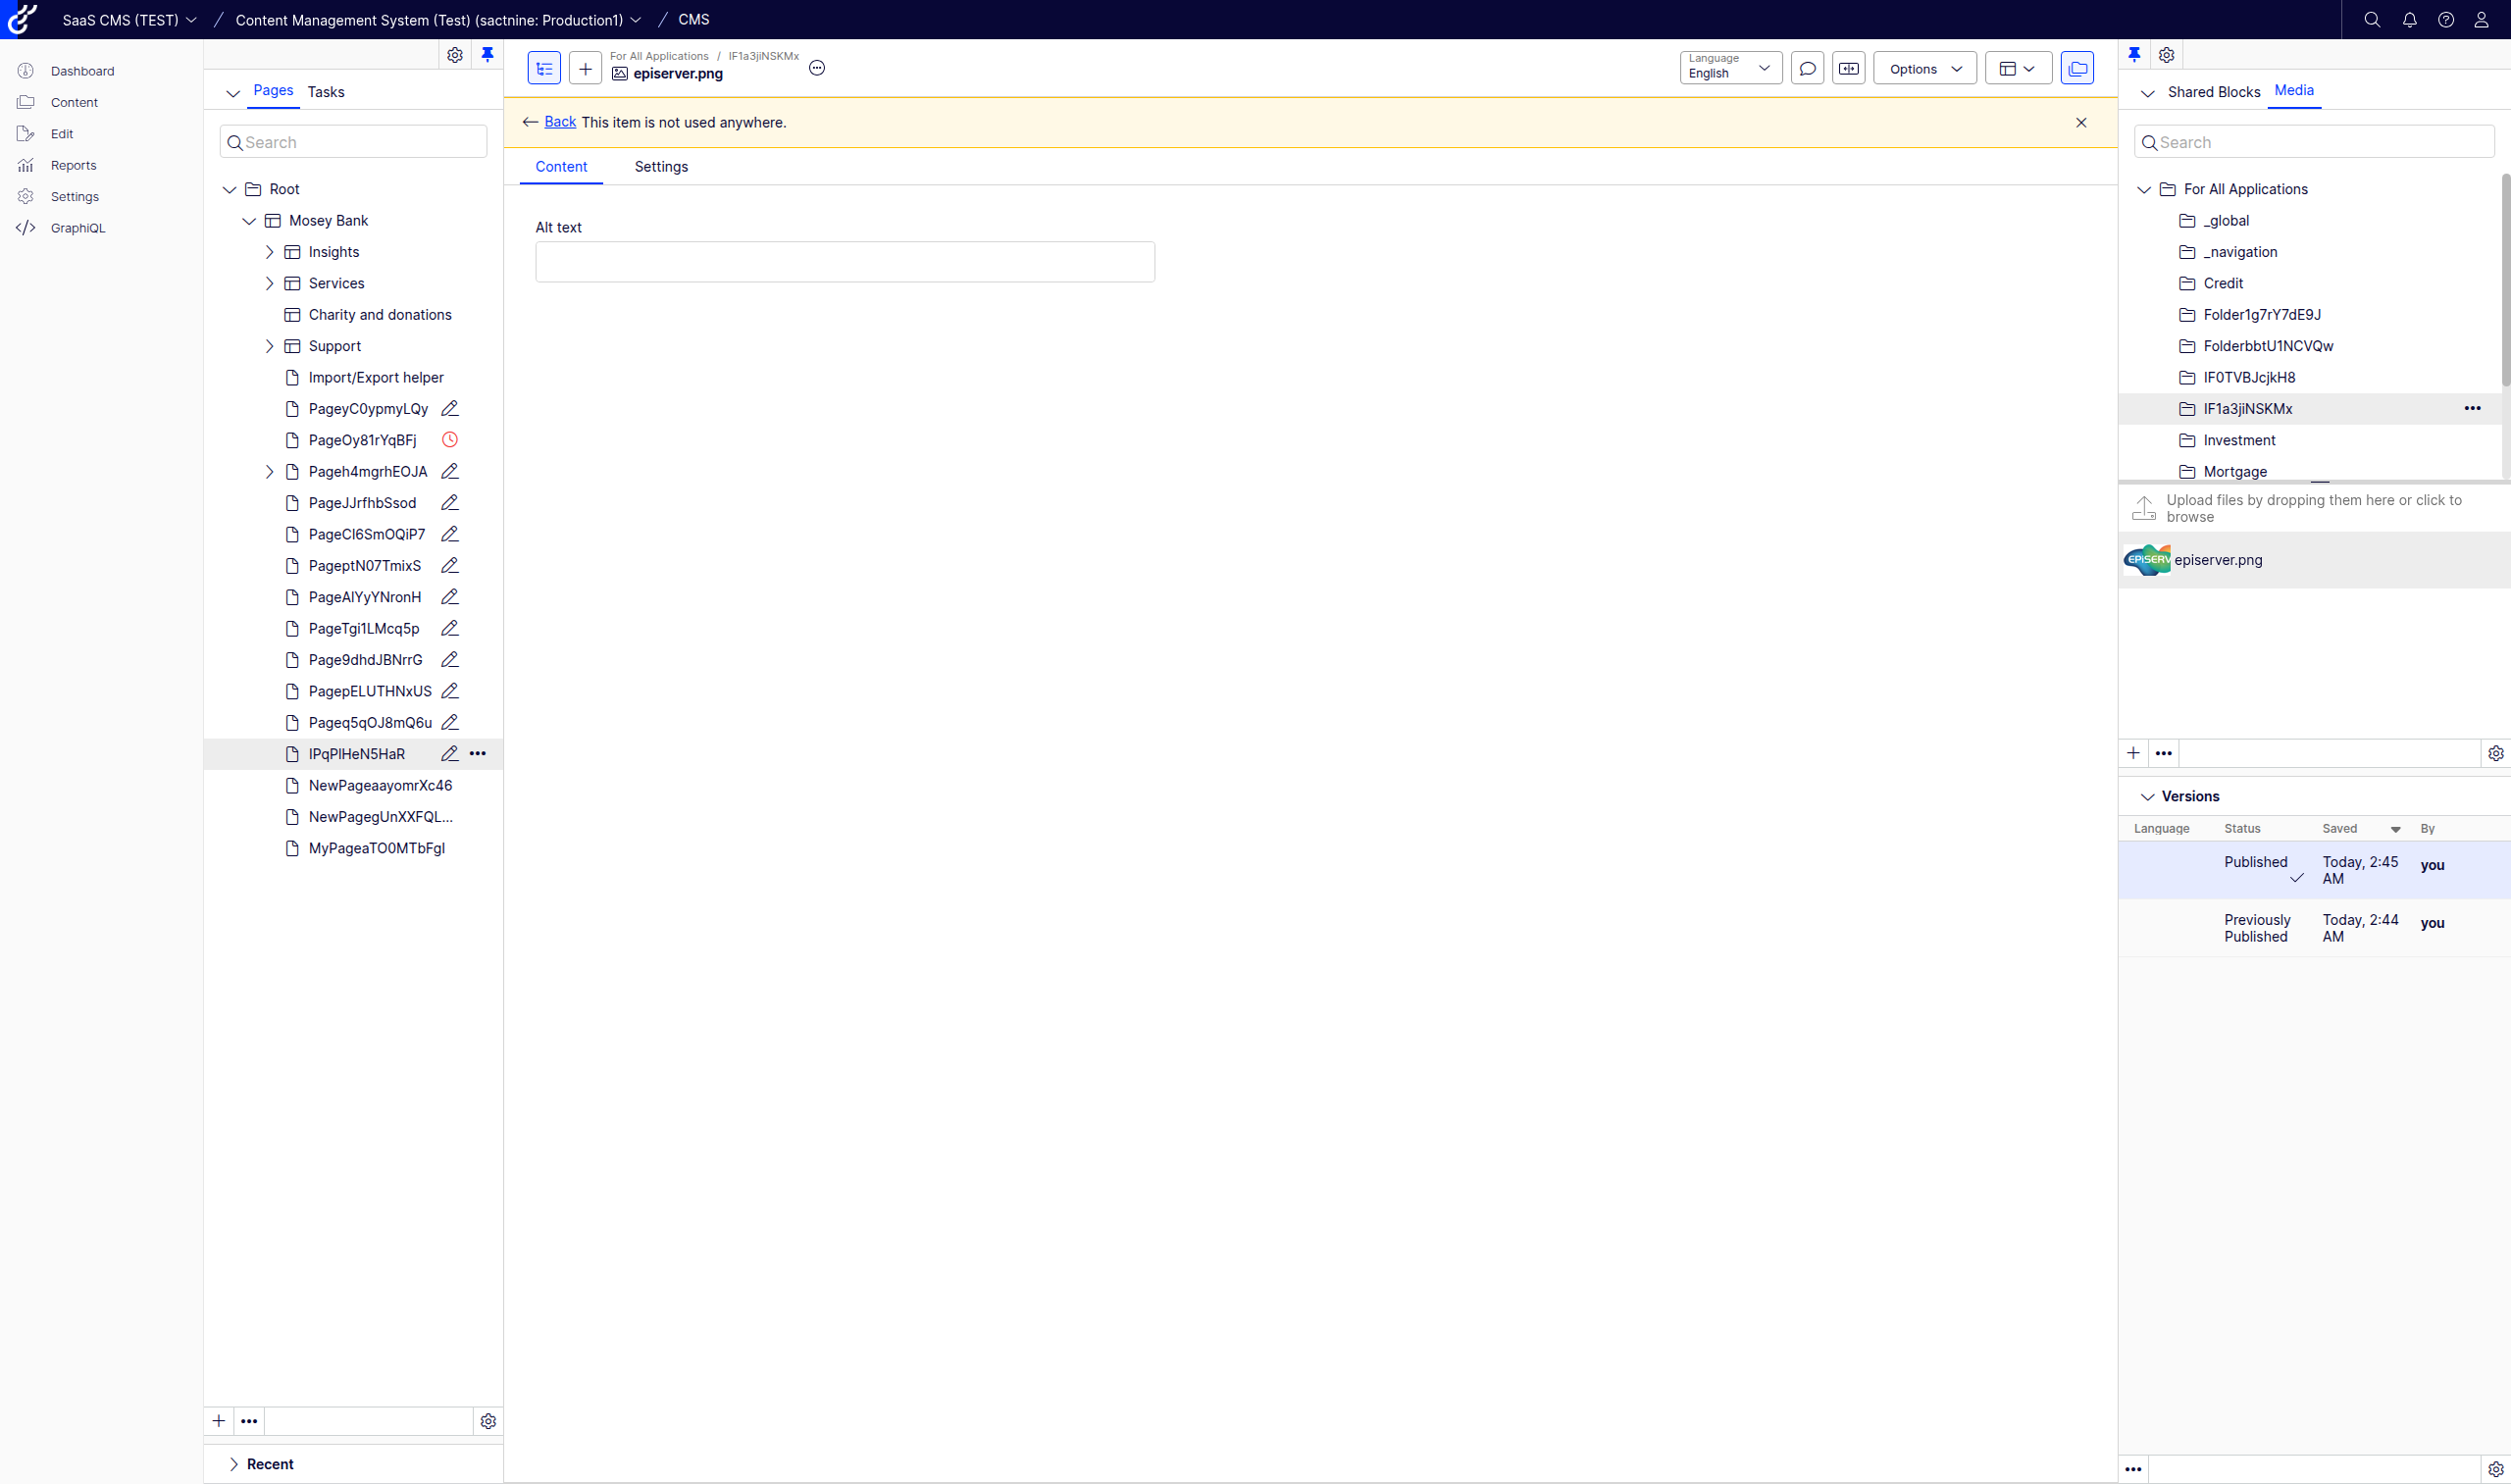 SaaS CMS (TEST) / Content Management System (Test) (sactnine: Production1) / CMS
Dashboard
Content
Edit
Reports
Settings
GraphiQL
Pages Tasks
Search
Root
Mosey Bank
Insights
Services
Charity and donations
Support
Import/Export helper
PageyC0ypmyLQy
PageOy81rYqBFj
Pageh4mgrhEOJA
PageJJrfhbSsod
PageCl6SmOQiP7
PageptN07TmixS
PageAlYyYNronH
PageTgi1LMcq5p
Page9dhdJBNrrG
PagepELUTHNxUS
Pageq5qOJ8mQ6u
IPqPlHeN5HaR
NewPageaayomrXc46
NewPagegUnXXFQL...
MyPageaTO0MTbFgI
Recent
For All Applications / IF1a3jiNSKMx
episerver.png
Language
English
Options
Back This item is not used anywhere.
Content Settings
Alt text
Shared Blocks Media
Search
For All Applications
_global
_navigation
Credit
Folder1g7rY7dE9J
FolderbbtU1NCVQw
IF0TVBJcjkH8
IF1a3jiNSKMx
Investment
Mortgage
Upload files by dropping them here or click to
browse
EPISERV
episerver.png
Versions
Language Status Saved By
Published Today, 2:45 AM you
Previously Published Today, 2:44 AM you